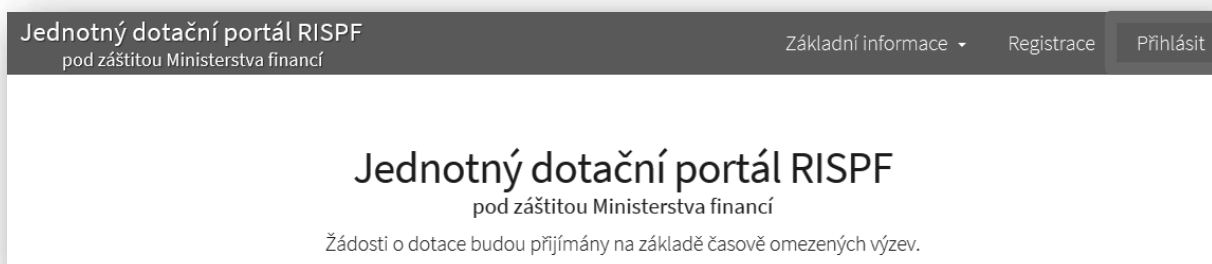 Jednotný dotační portál RISPF
pod záštitou Ministerstva financí
Základní informace Registrace Přihlásit
Jednotný dotační portál RISPF
pod záštitou Ministerstva financí
Žádosti o dotace budou přijímány na základě časově omezených výzev.